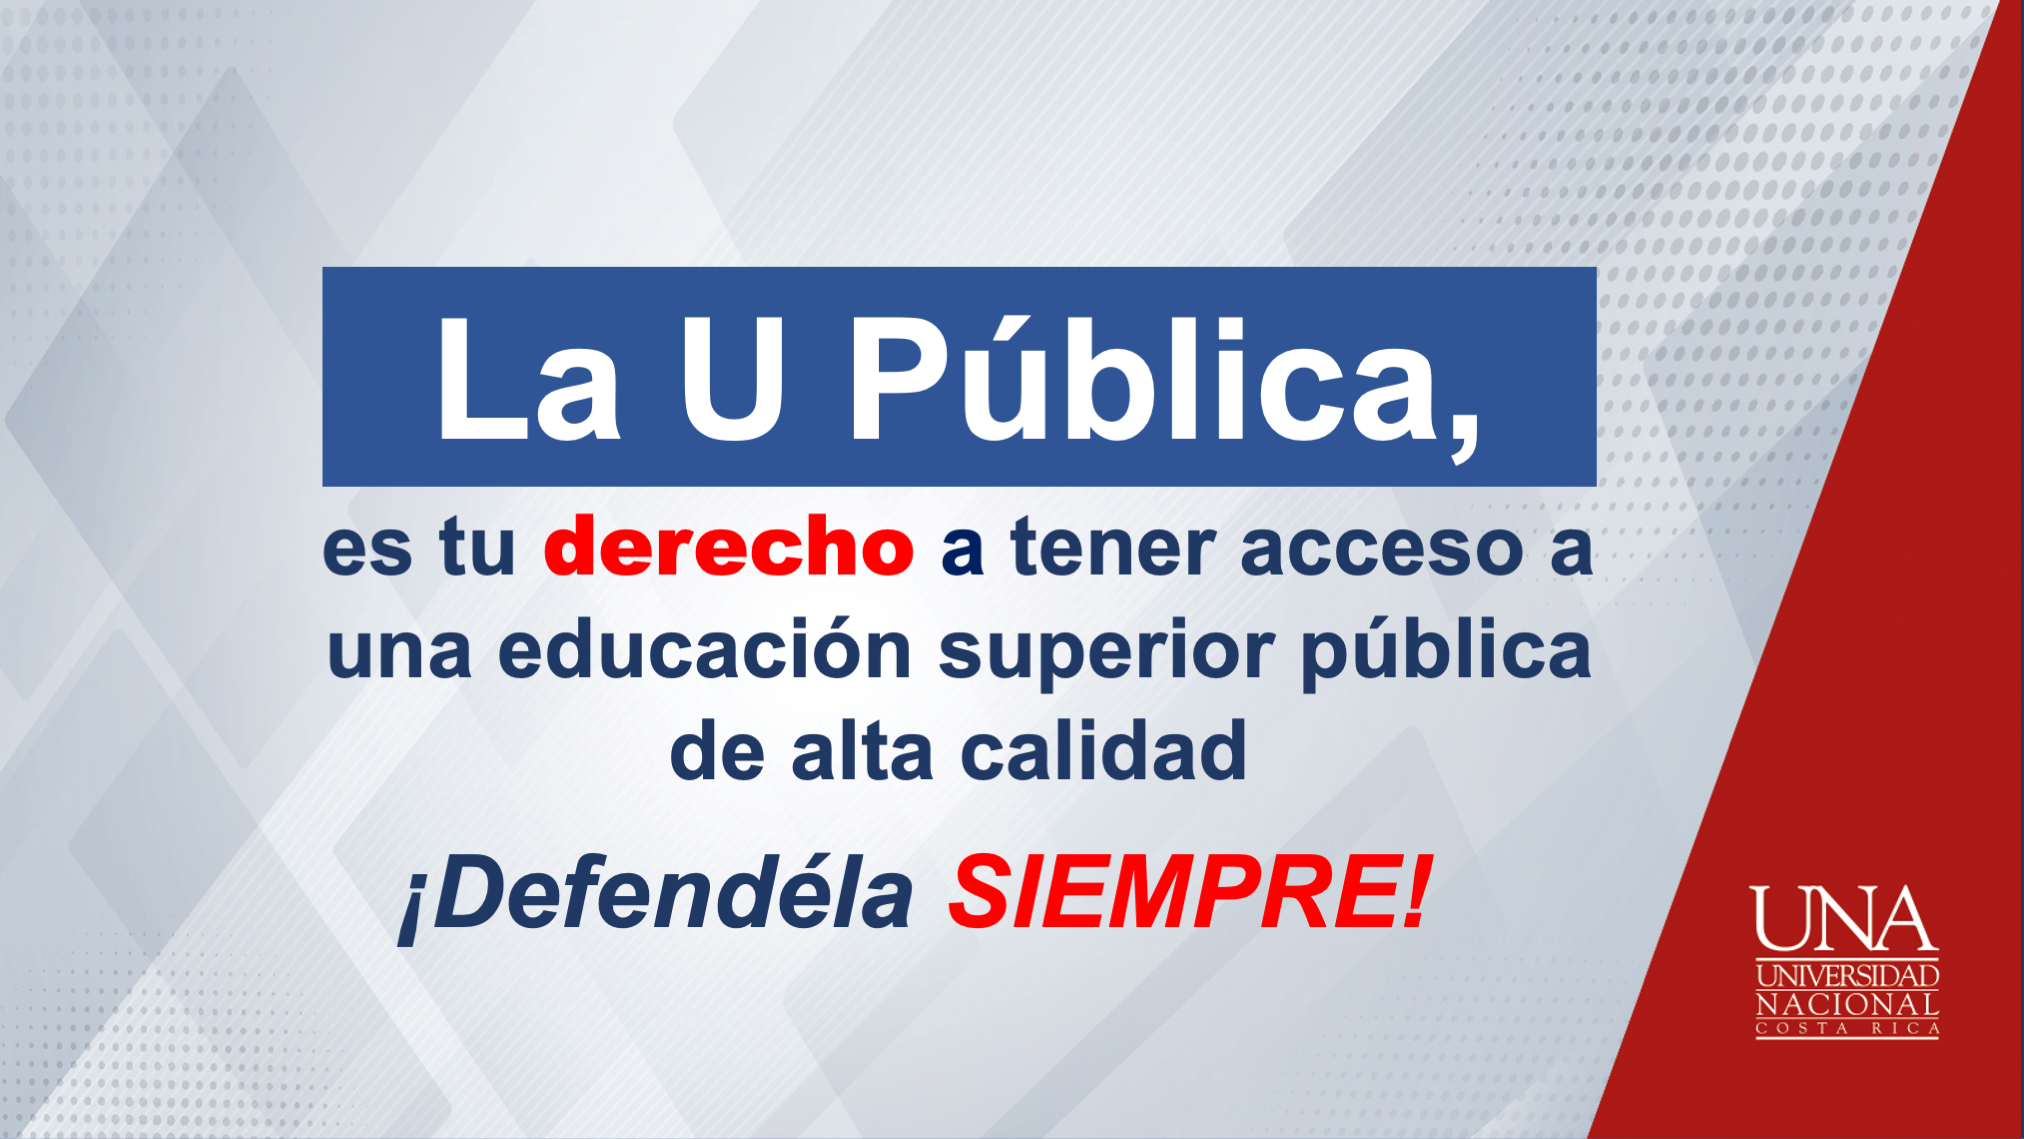 La U Pública,
es tu derecho a tener acceso a
una educación superior pública
de alta calidad
¡Defendéla SIEMPRE!
UNA
UNIVERSIDAD
NACIONAL
COSTA RICA